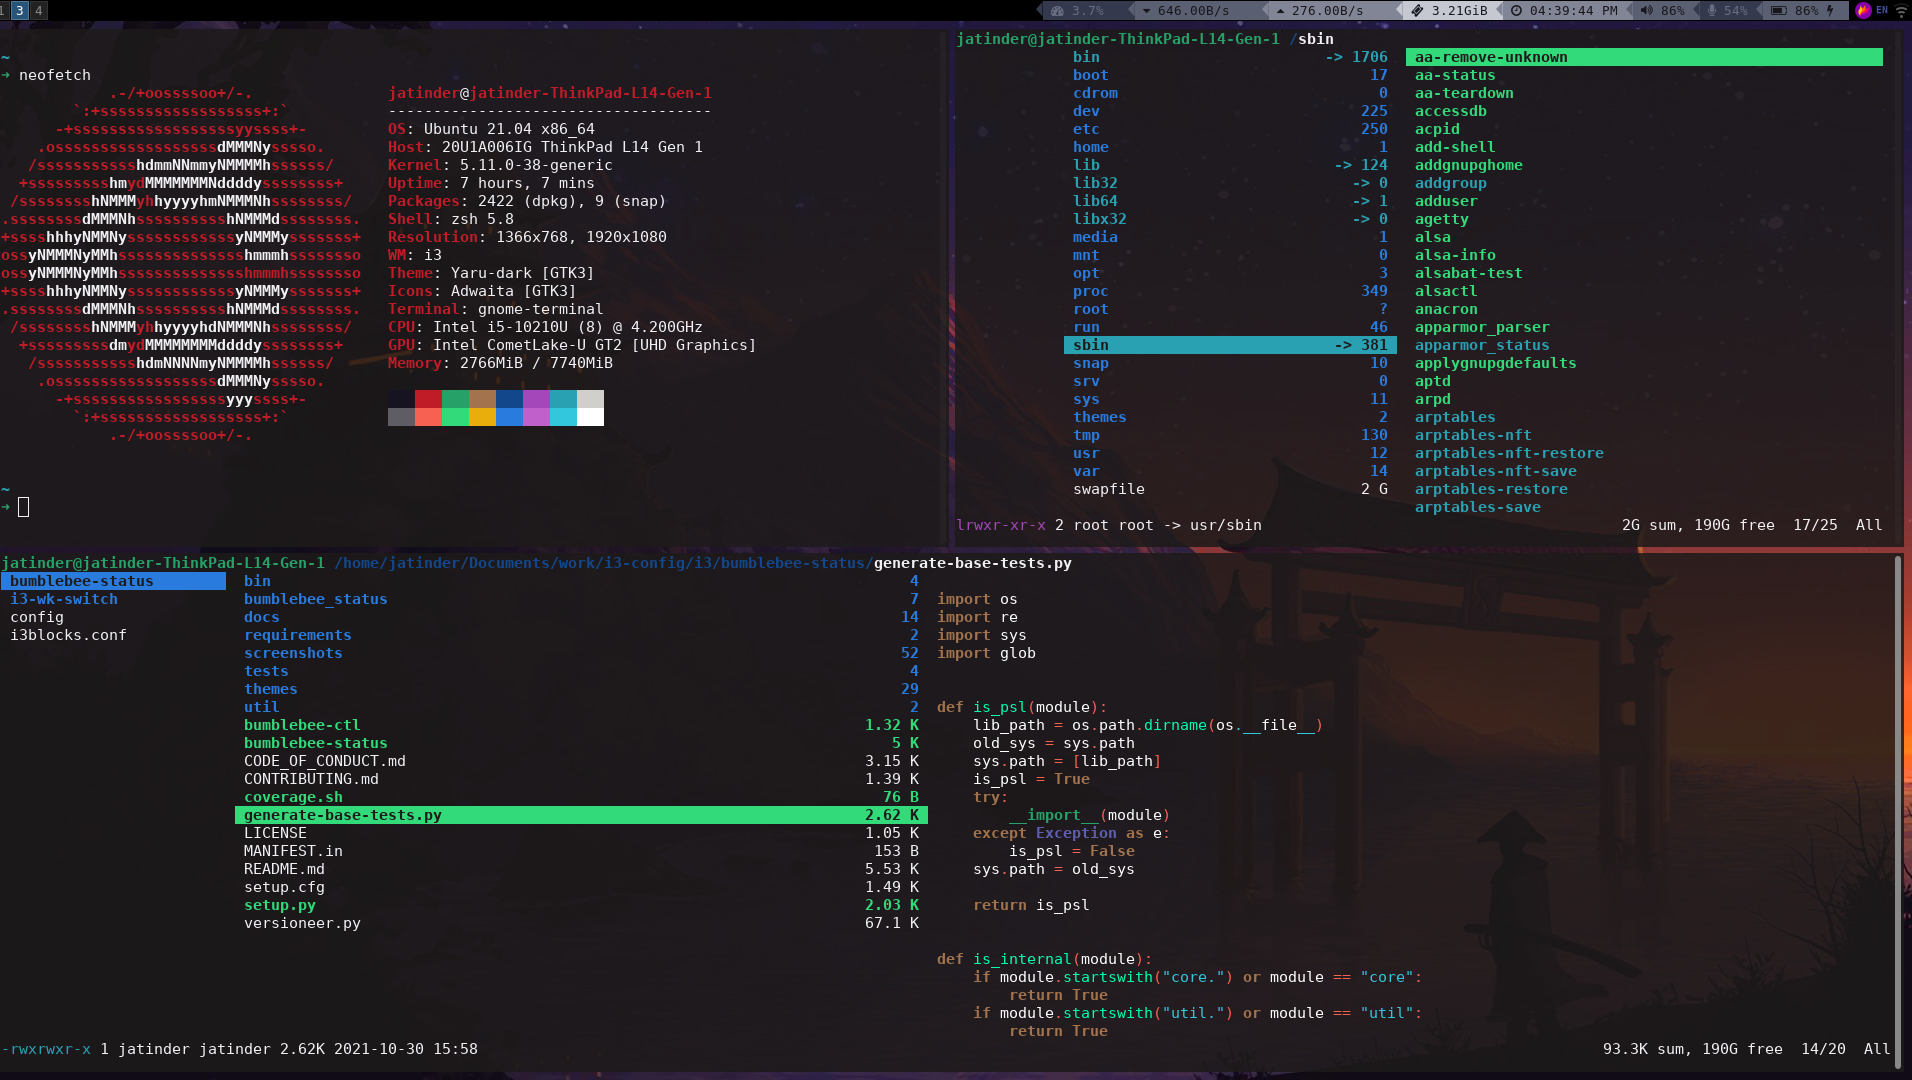 1 3 4 3.7% 646.00B/s 276.00B/s 3.21GiB 04:39:44 PM 86% 54% 86% EN
~
➜ neofetch
.-/+oossssoo+/-.
`:+ssssssssssssssssss+:`
-+ssssssssssssssssssyyssss+-
.ossssssssssssssssssdMMMNysssso.
/ssssssssssshdmmNNmmyNMMMMhssssss/
+ssssssssshmydMMMMMMMNddddyssssssss+
/sssssssshNMMMyhhyyyyhmNMMMNhssssssss/
.ssssssssdMMMNhsssssssssshNMMMdssssssss.
+sssshhhyNMMNyssssssssssssyNMMMysssssss+
ossyNMMMNyMMhsssssssssssssshmmmhssssssso
ossyNMMMNyMMhsssssssssssssshmmmhssssssso
+sssshhhyNMMNyssssssssssssyNMMMysssssss+
.ssssssssdMMMNhsssssssssshNMMMdssssssss.
/sssssssshNMMMyhhyyyyhdNMMMNhssssssss/
+sssssssssdmydMMMMMMMMddddyssssssss+
/ssssssssssshdmNNNNmyNMMMMhssssss/
.ossssssssssssssssssdMMMNysssso.
-+sssssssssssssssssyyyssss+-
`:+ssssssssssssssssss+:`
.-/+oossssoo+/-.
jatinder@jatinder-ThinkPad-L14-Gen-1
------------------------------------
OS: Ubuntu 21.04 x86_64
Host: 20U1A006IG ThinkPad L14 Gen 1
Kernel: 5.11.0-38-generic
Uptime: 7 hours, 7 mins
Packages: 2422 (dpkg), 9 (snap)
Shell: zsh 5.8
Resolution: 1366x768, 1920x1080
WM: i3
Theme: Yaru-dark [GTK3]
Icons: Adwaita [GTK3]
Terminal: gnome-terminal
CPU: Intel i5-10210U (8) @ 4.200GHz
GPU: Intel CometLake-U GT2 [UHD Graphics]
Memory: 2766MiB / 7740MiB
~
➜
jatinder@jatinder-ThinkPad-L14-Gen-1 /sbin
bin -> 1706 aa-remove-unknown
boot 17 aa-status
cdrom 0 aa-teardown
dev 225 accessdb
etc 250 acpid
home 1 add-shell
lib -> 124 addgnupghome
lib32 -> 0 addgroup
lib64 -> 1 adduser
libx32 -> 0 agetty
media 1 alsa
mnt 0 alsa-info
opt 3 alsabat-test
proc 349 alsactl
root ? anacron
run 46 apparmor_parser
sbin -> 381 apparmor_status
snap 10 applygnupgdefaults
srv 0 aptd
sys 11 arpd
themes 2 arptables
tmp 130 arptables-nft
usr 12 arptables-nft-restore
var 14 arptables-nft-save
swapfile 2 G arptables-restore
arptables-save
lrwxr-xr-x 2 root root -> usr/sbin 2G sum, 190G free 17/25 All
jatinder@jatinder-ThinkPad-L14-Gen-1 /home/jatinder/Documents/work/i3-config/i3/bumblebee-status/generate-base-tests.py
bumblebee-status
i3-wk-switch
config
i3blocks.conf
bin 4
bumblebee_status 7
docs 14
requirements 2
screenshots 52
tests 4
themes 29
util 2
bumblebee-ctl 1.32 K
bumblebee-status 5 K
CODE_OF_CONDUCT.md 3.15 K
CONTRIBUTING.md 1.39 K
coverage.sh 76 B
generate-base-tests.py 2.62 K
LICENSE 1.05 K
MANIFEST.in 153 B
README.md 5.53 K
setup.cfg 1.49 K
setup.py 2.03 K
versioneer.py 67.1 K
import os
import re
import sys
import glob
def is_psl(module):
lib_path = os.path.dirname(os.__file__)
old_sys = sys.path
sys.path = [lib_path]
is_psl = True
try:
__import__(module)
except Exception as e:
is_psl = False
sys.path = old_sys
return is_psl
def is_internal(module):
if module.startswith("core.") or module == "core":
return True
if module.startswith("util.") or module == "util":
return True
-rwxrwxr-x 1 jatinder jatinder 2.62K 2021-10-30 15:58 93.3K sum, 190G free 14/20 All